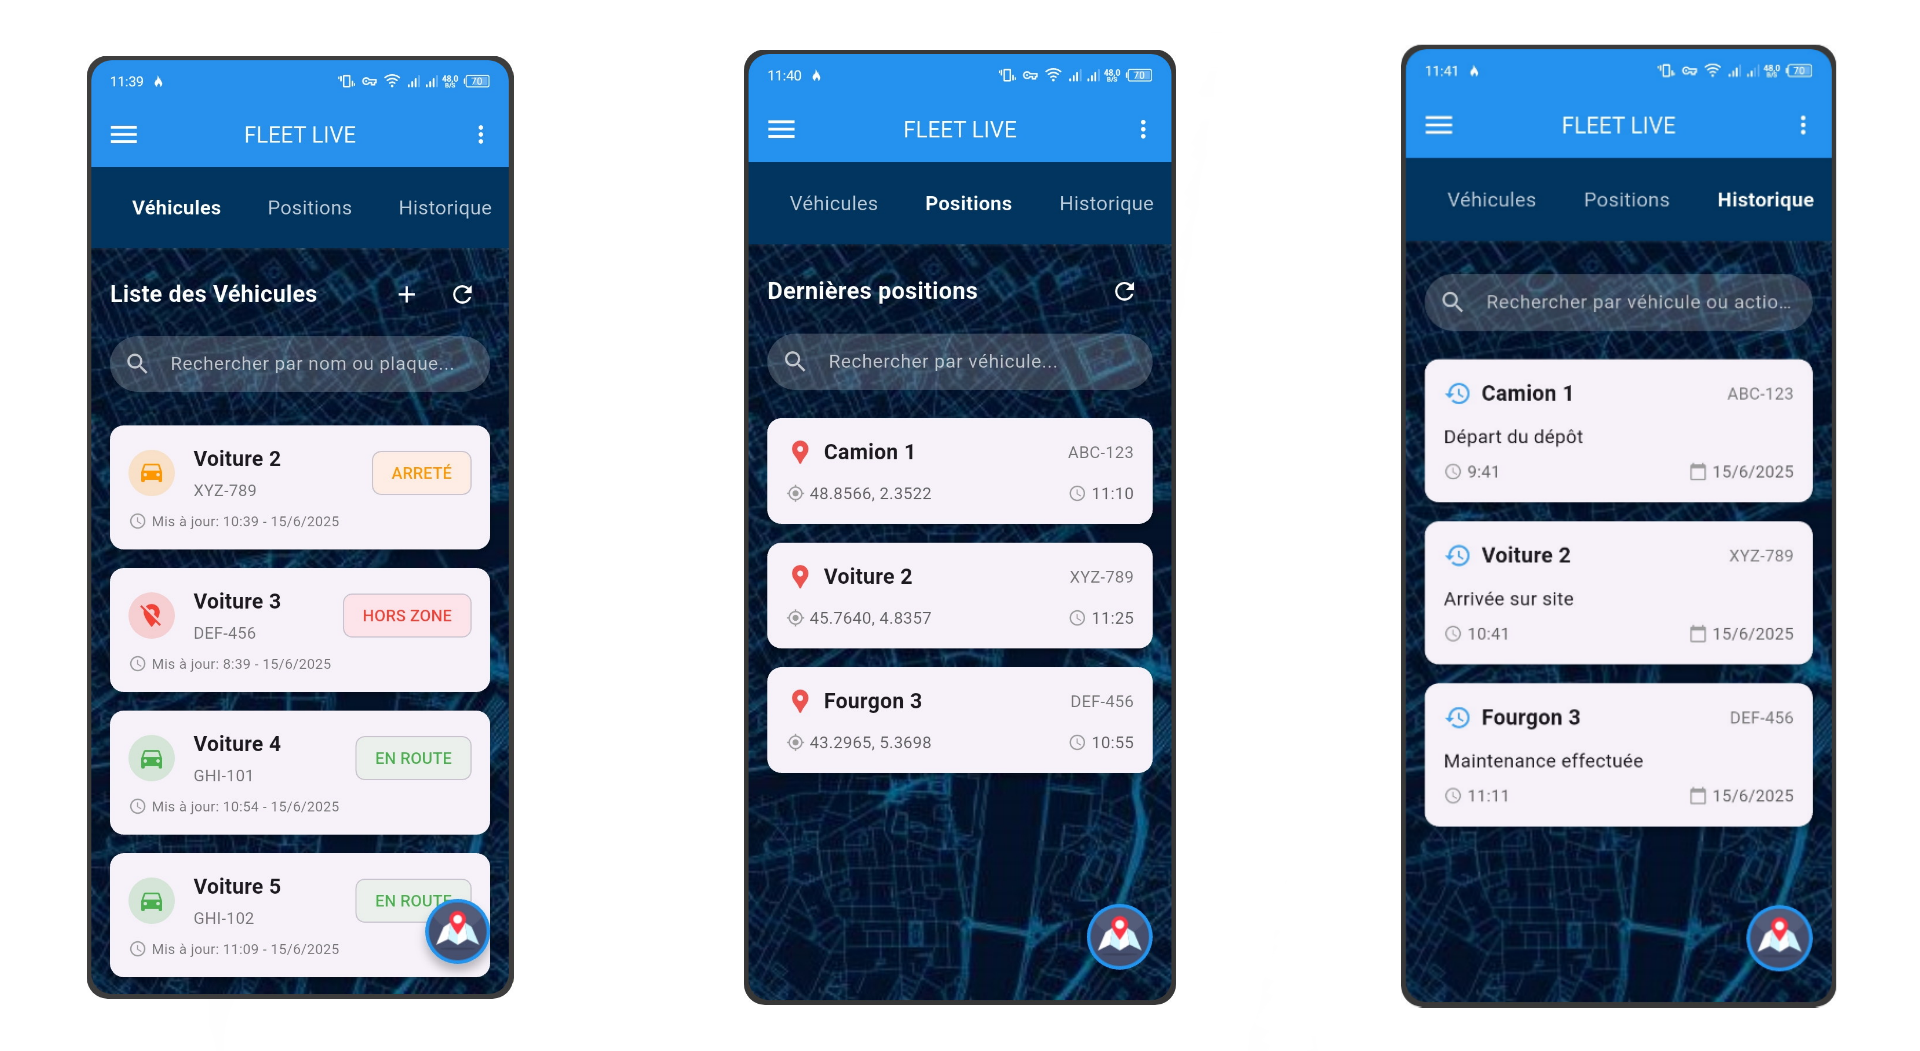 11:39 48,0 B/S 70
FLEET LIVE
Véhicules Positions Historique
Liste des Véhicules
Rechercher par nom ou plaque...
Voiture 2
XYZ-789
ARRETÉ
Mis à jour: 10:39 - 15/6/2025
Voiture 3
DEF-456
HORS ZONE
Mis à jour: 8:39 - 15/6/2025
Voiture 4
GHI-101
EN ROUTE
Mis à jour: 10:54 - 15/6/2025
Voiture 5
GHI-102
EN ROUTE
Mis à jour: 11:09 - 15/6/2025
11:40 48,0 B/S 70
FLEET LIVE
Véhicules Positions Historique
Dernières positions
Rechercher par véhicule...
Camion 1 ABC-123
48.8566, 2.3522 11:10
Voiture 2 XYZ-789
45.7640, 4.8357 11:25
Fourgon 3 DEF-456
43.2965, 5.3698 10:55
11:41 48,0 B/S 70
FLEET LIVE
Véhicules Positions Historique
Rechercher par véhicule ou actio...
Camion 1 ABC-123
Départ du dépôt
9:41 15/6/2025
Voiture 2 XYZ-789
Arrivée sur site
10:41 15/6/2025
Fourgon 3 DEF-456
Maintenance effectuée
11:11 15/6/2025